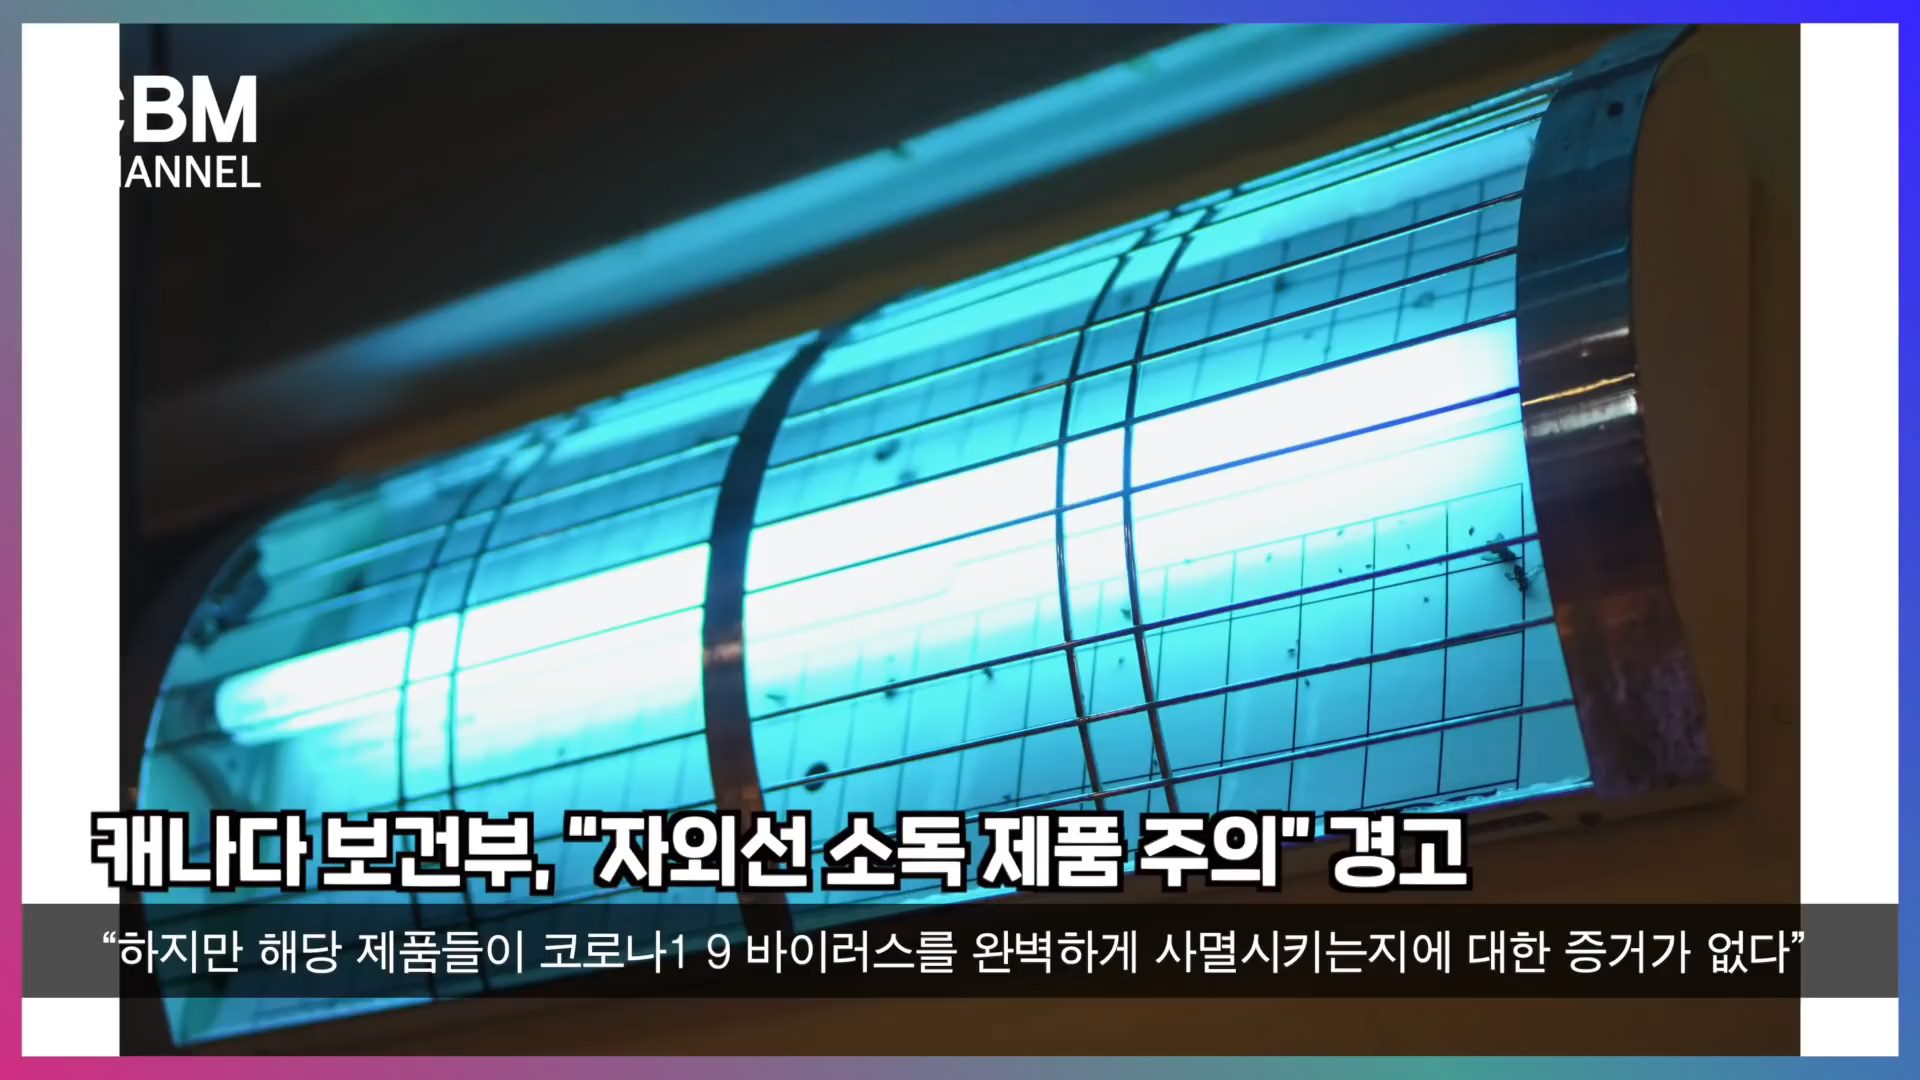 CBM
CHANNEL
캐나다 보건부, "자외선 소독 제품 주의" 경고
“하지만 해당 제품들이 코로나1 9 바이러스를 완벽하게 사멸시키는지에 대한 증거가 없다”